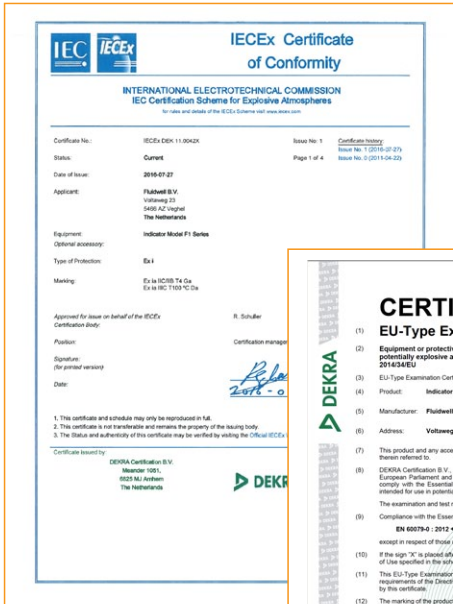 IEC IECEx
IECEx Certificate
of Conformity
INTERNATIONAL ELECTROTECHNICAL COMMISSION
IEC Certification Scheme for Explosive Atmospheres
for rules and details of the IECEx Scheme visit www.iecex.com
Certificate No.: IECEx DEK 11.0042X Issue No: 1 Certificate history:
Issue No. 1 (2016-07-27)
Status: Current Page 1 of 4 Issue No. 0 (2011-04-22)
Date of Issue: 2016-07-27
Applicant: Fluidwell B.V.
Voltaweg 23
5466 AZ Veghel
The Netherlands
Equipment: Indicator Model F1 Series
Optional accessory:
Type of Protection: Ex i
Marking: Ex ia IIC/IIB T4 Ga
Ex ia IIIC T100 °C Da
Approved for issue on behalf of the IECEx R. Schuller
Certification Body:
Position: Certification manager
Signature:
(for printed version)
Date: 2016 - 0
1. This certificate and schedule may only be reproduced in full.
2. This certificate is not transferable and remains the property of the issuing body.
3. The Status and authenticity of this certificate may be verified by visiting the Official IECEx
Certificate issued by:
DEKRA Certification B.V.
Meander 1051,
6825 MJ Arnhem
The Netherlands
DEKR
DEKRA
CERTI
(1) EU-Type Ex
(2) Equipment or protectiv
potentially explosive a
2014/34/EU
(3) EU-Type Examination Cert
(4) Product: Indicator
(5) Manufacturer: Fluidwell
(6) Address: Voltaweg
(7) This product and any acce
therein referred to.
(8) DEKRA Certification B.V.,
European Parliament and
comply with the Essential
intended for use in potentia
The examination and test r
(9) Compliance with the Esse
EN 60079-0 : 2012 +
except in respect of those
(10) If the sign "X" is placed afte
of Use specified in the sche
(11) This EU-Type Examination
requirements of the Directi
by this certificate.
(12) The marking of the product